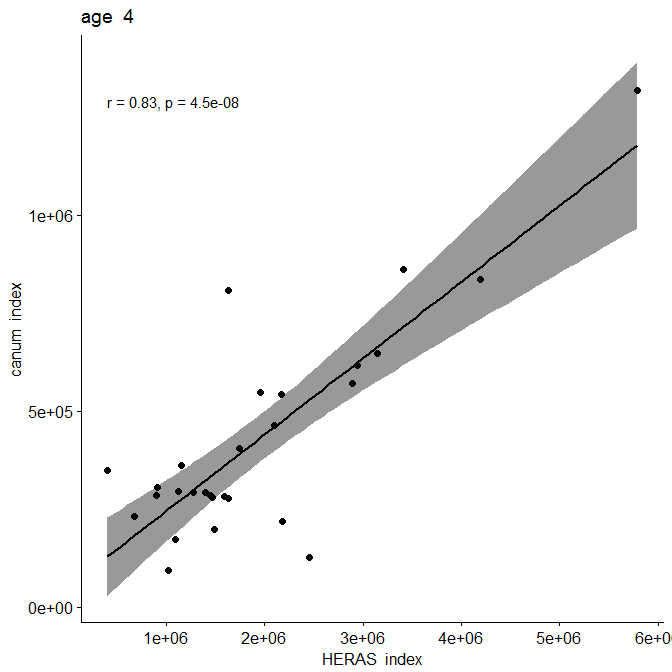 age 4
r = 0.83, p = 4.5e-08
canum index
1e+06
5e+05
0e+00
1e+06 2e+06 3e+06 4e+06 5e+06 6e+0
HERAS index